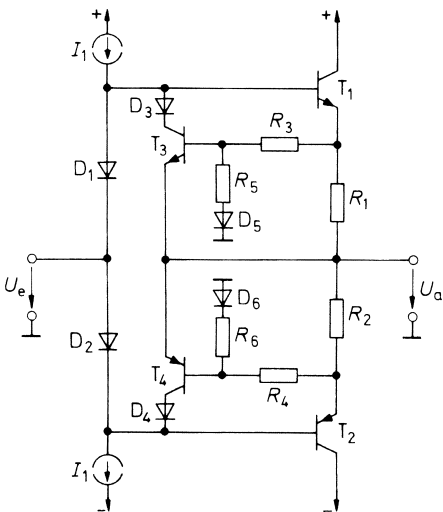 + +
I₁
T₁
D₃
T₃ R₃
D₁ R₅ R₁
D₅
Uₑ Uₐ
D₆ R₂
D₂ R₆
T₄
D₄ R₄
T₂
I₁
– –